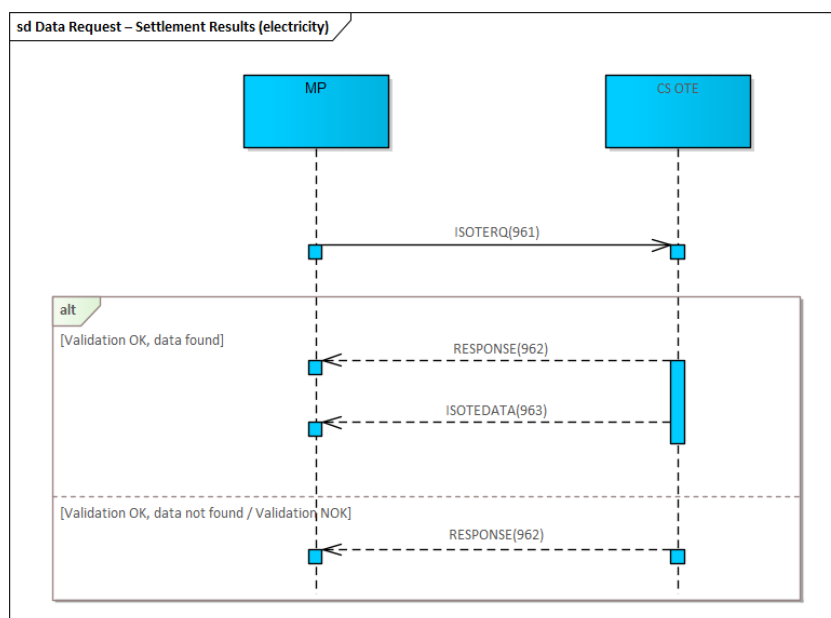 sd Data Request – Settlement Results (electricity)
MP
CS OTE
ISOTERQ(961)
alt
[Validation OK, data found]
RESPONSE(962)
ISOTEDATA(963)
[Validation OK, data not found / Validation NOK]
RESPONSE(962)